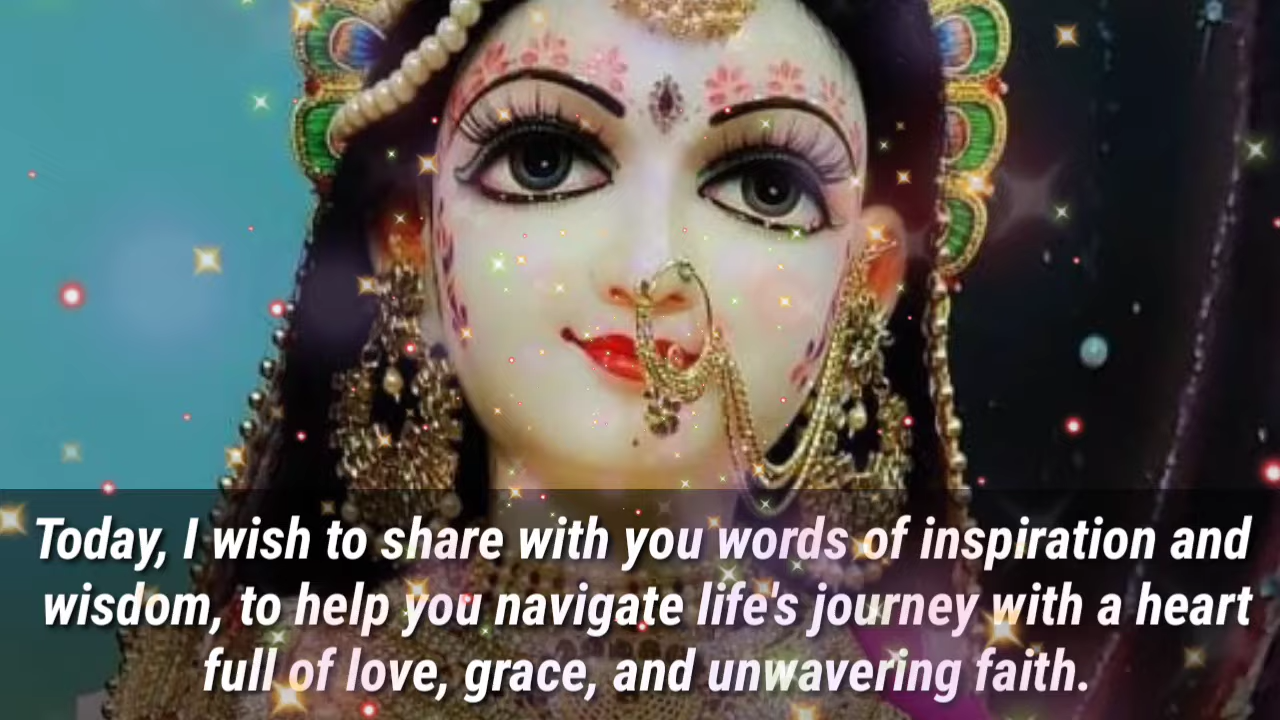 Today, I wish to share with you words of inspiration and
wisdom, to help you navigate life's journey with a heart
full of love, grace, and unwavering faith.